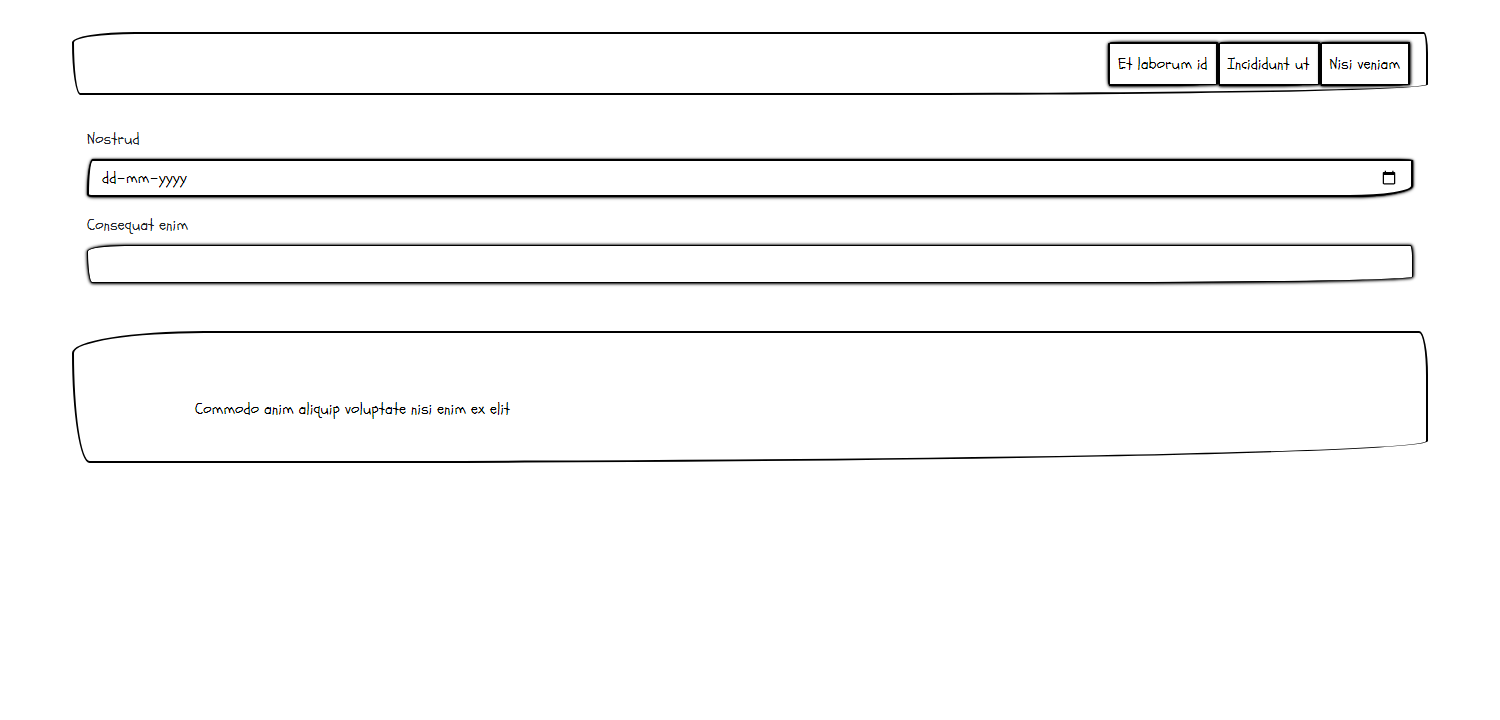 Et laborum id Incididunt ut Nisi veniam
Nostrud
dd-mm-yyyy
Consequat enim
Commodo anim aliquip voluptate nisi enim ex elit